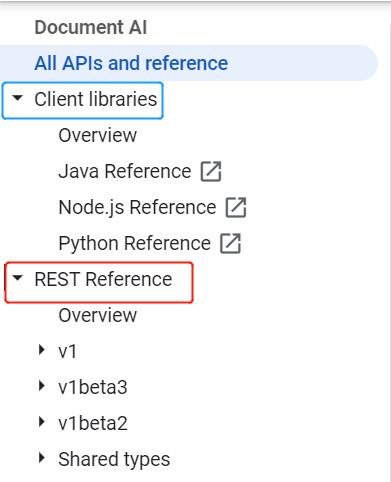 Document AI
All APIs and reference
Client libraries
Overview
Java Reference
Node.js Reference
Python Reference
REST Reference
Overview
v1
v1beta3
v1beta2
Shared types